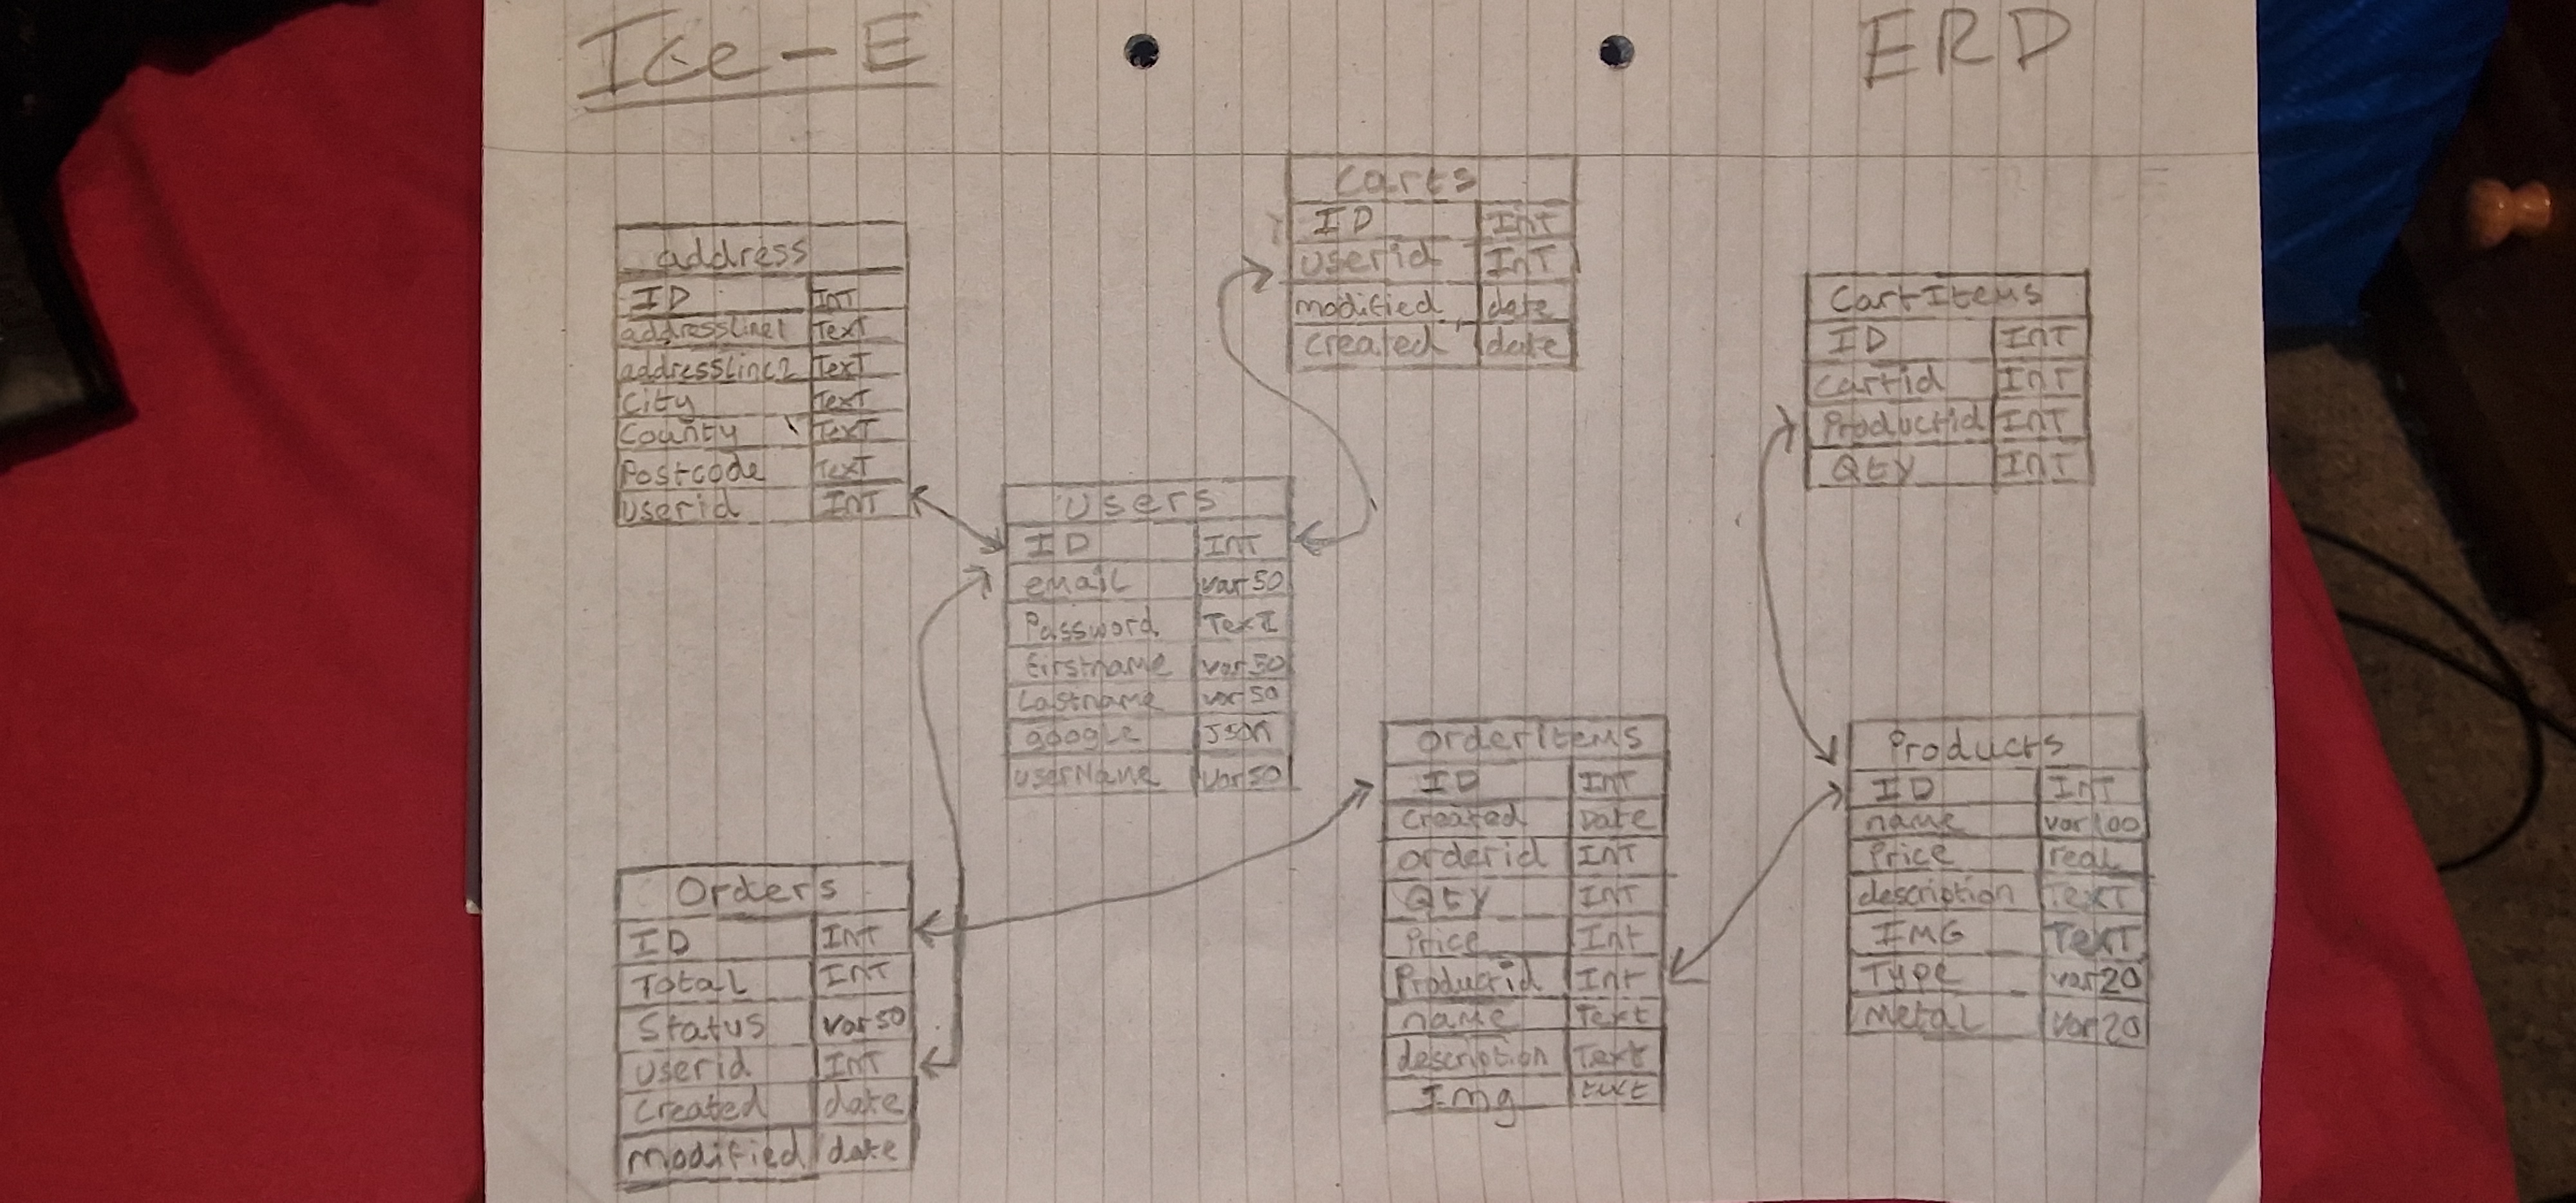 Ice-E
ERD
Carts
ID Int
userid Int
modified date
created date
address
ID Int
addressline1 Text
addressline2 Text
City Text
County Text
Postcode Text
userid Int
CartItems
ID Int
cartid Int
Productid Int
Qty Int
Users
ID Int
email var50
Password Text
firstname var50
Lastname var50
google JSON
userName var50
OrderItems
ID Int
created Date
orderid Int
Qty Int
Price Int
Productid Int
name Text
description Text
Img text
Products
ID Int
name var100
Price real
description Text
IMG Text
Type var20
Metal var20
Orders
ID Int
Total Int
Status var50
userid Int
created date
modified date